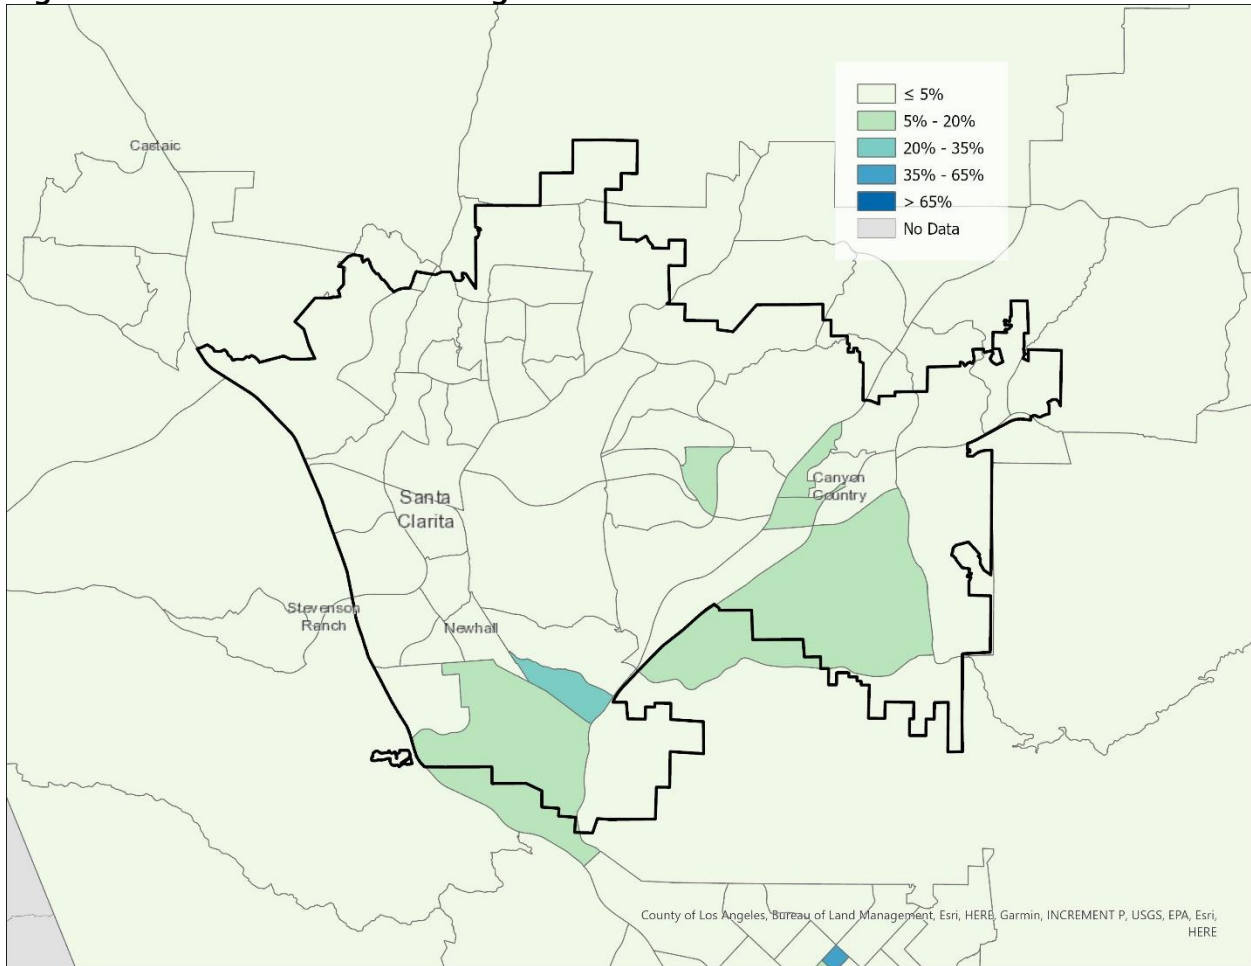 ≤ 5%
5% - 20%
20% - 35%
35% - 65%
> 65%
No Data
Castaic
Canyon
Country
Santa
Clarita
Stevenson
Ranch
Newhall
County of Los Angeles, Bureau of Land Management, Esri, HERE, Garmin, INCREMENT P, USGS, EPA, Esri,
HERE